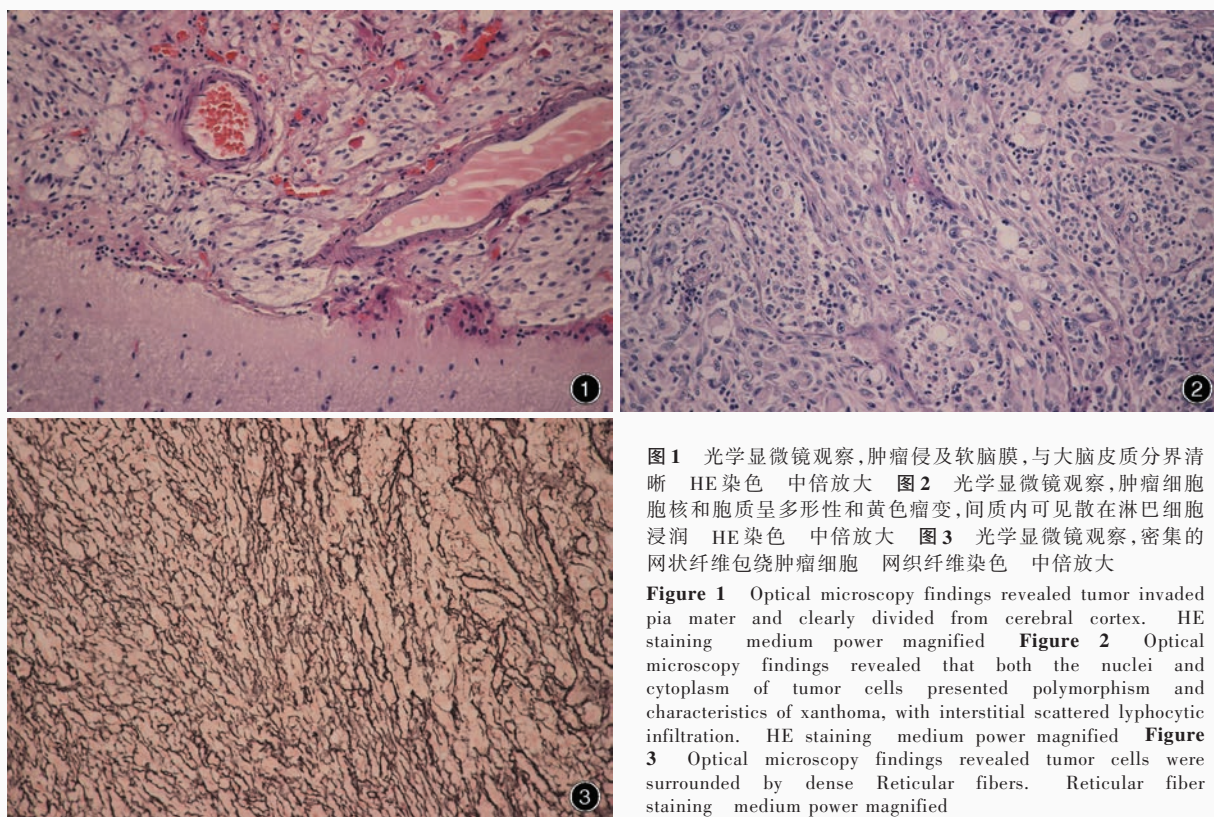 1
2
3
图1 光学显微镜观察,肿瘤侵及软脑膜,与大脑皮质分界清
晰 HE染色 中倍放大 图2 光学显微镜观察,肿瘤细胞
胞核和胞质呈多形性和黄色瘤变,间质内可见散在淋巴细胞
浸润 HE染色 中倍放大 图3 光学显微镜观察,密集的
网状纤维包绕肿瘤细胞 网织纤维染色 中倍放大
Figure 1 Optical microscopy findings revealed tumor invaded
pia mater and clearly divided from cerebral cortex. HE
staining medium power magnified Figure 2 Optical
microscopy findings revealed that both the nuclei and
cytoplasm of tumor cells presented polymorphism and
characteristics of xanthoma, with interstitial scattered lyphocytic
infiltration. HE staining medium power magnified Figure
3 Optical microscopy findings revealed tumor cells were
surrounded by dense Reticular fibers. Reticular fiber
staining medium power magnified